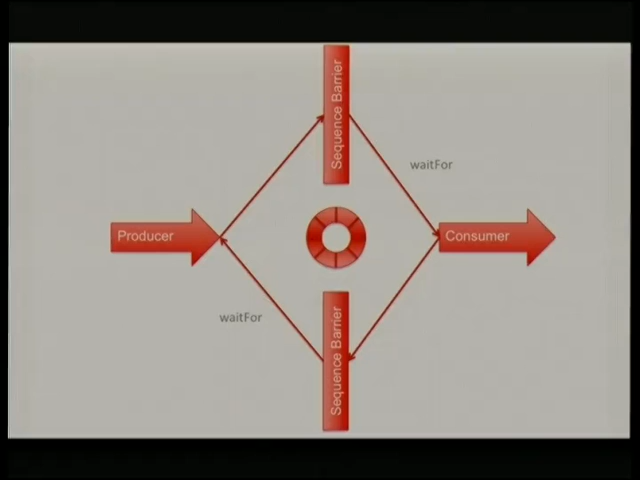 Sequence Barrier
waitFor
Producer
Consumer
waitFor
Sequence Barrier